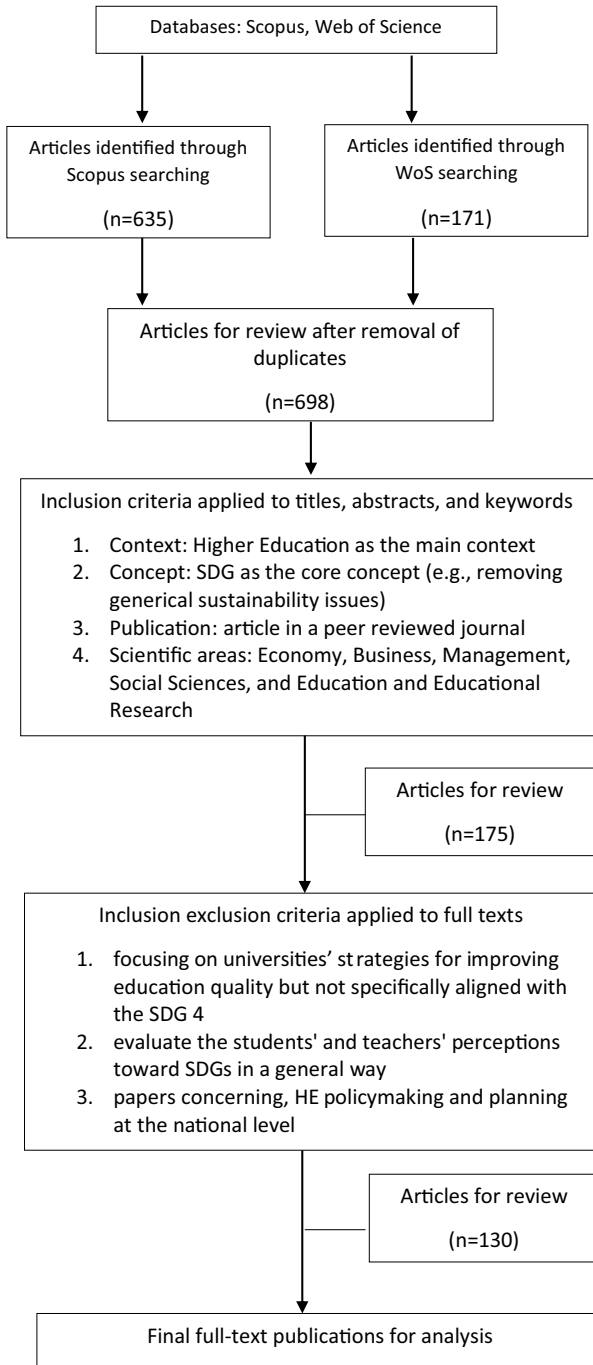 Databases: Scopus, Web of Science
Articles identified through
Scopus searching
(n=635)
Articles identified through
WoS searching
(n=171)
Articles for review after removal of
duplicates
(n=698)
Inclusion criteria applied to titles, abstracts, and keywords
1. Context: Higher Education as the main context
2. Concept: SDG as the core concept (e.g., removing
generical sustainability issues)
3. Publication: article in a peer reviewed journal
4. Scientific areas: Economy, Business, Management,
Social Sciences, and Education and Educational
Research
Articles for review
(n=175)
Inclusion exclusion criteria applied to full texts
1. focusing on universities’ st rategies for improving
education quality but not specifically aligned with
the SDG 4
2. evaluate the students' and teachers' perceptions
toward SDGs in a general way
3. papers concerning, HE policymaking and planning
at the national level
Articles for review
(n=130)
Final full-text publications for analysis